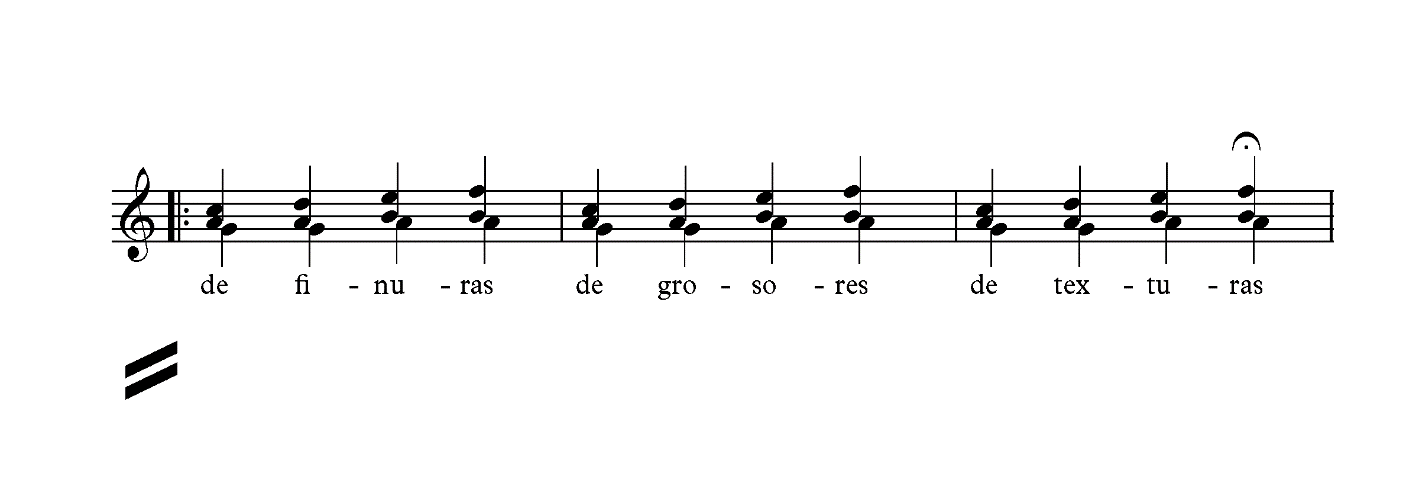 de fi - nu - ras de gro - so - res de tex - tu - ras